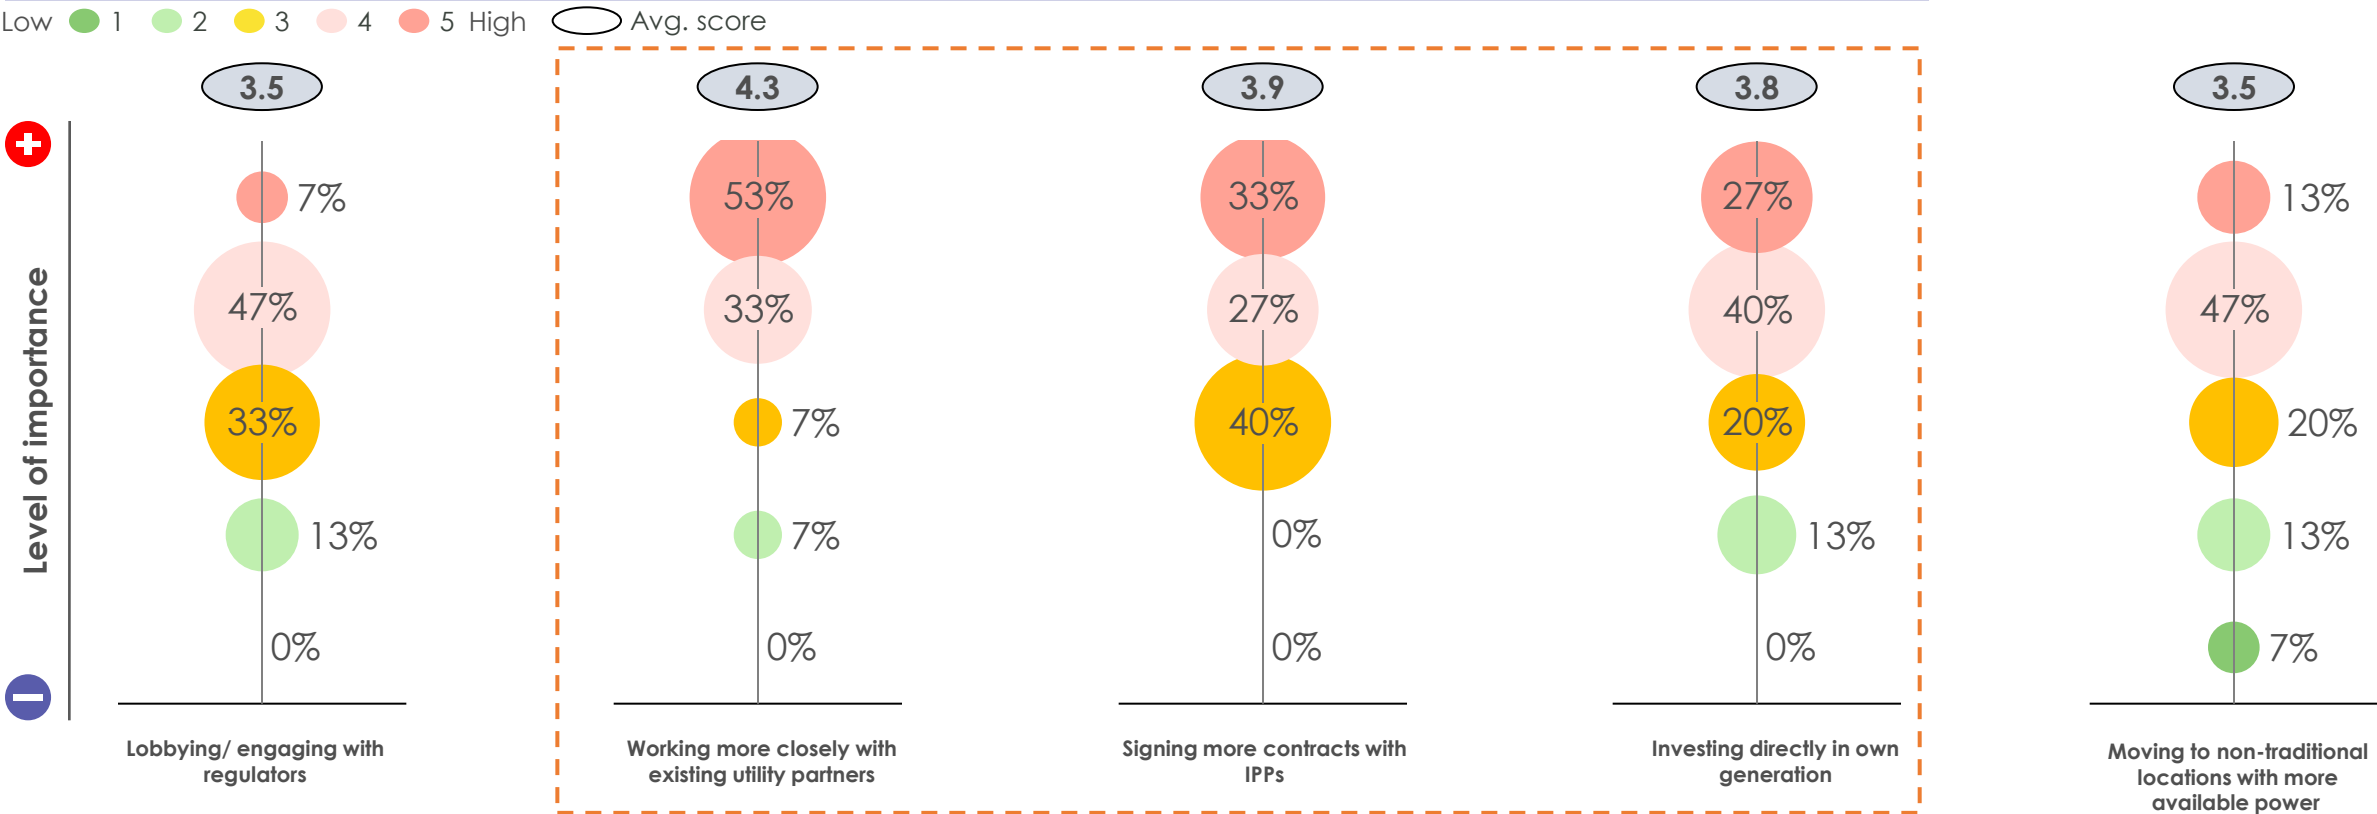 Low 1 2 3 4 5 High Avg. score
3.5 4.3 3.9 3.8 3.5
Level of importance
7% 53% 33% 27% 13%
47% 33% 27% 40% 47%
33% 7% 40% 20% 20%
13% 7% 0% 13% 13%
0% 0% 0% 0% 7%
Lobbying/ engaging with
regulators
Working more closely with
existing utility partners
Signing more contracts with
IPPs
Investing directly in own
generation
Moving to non-traditional
locations with more
available power